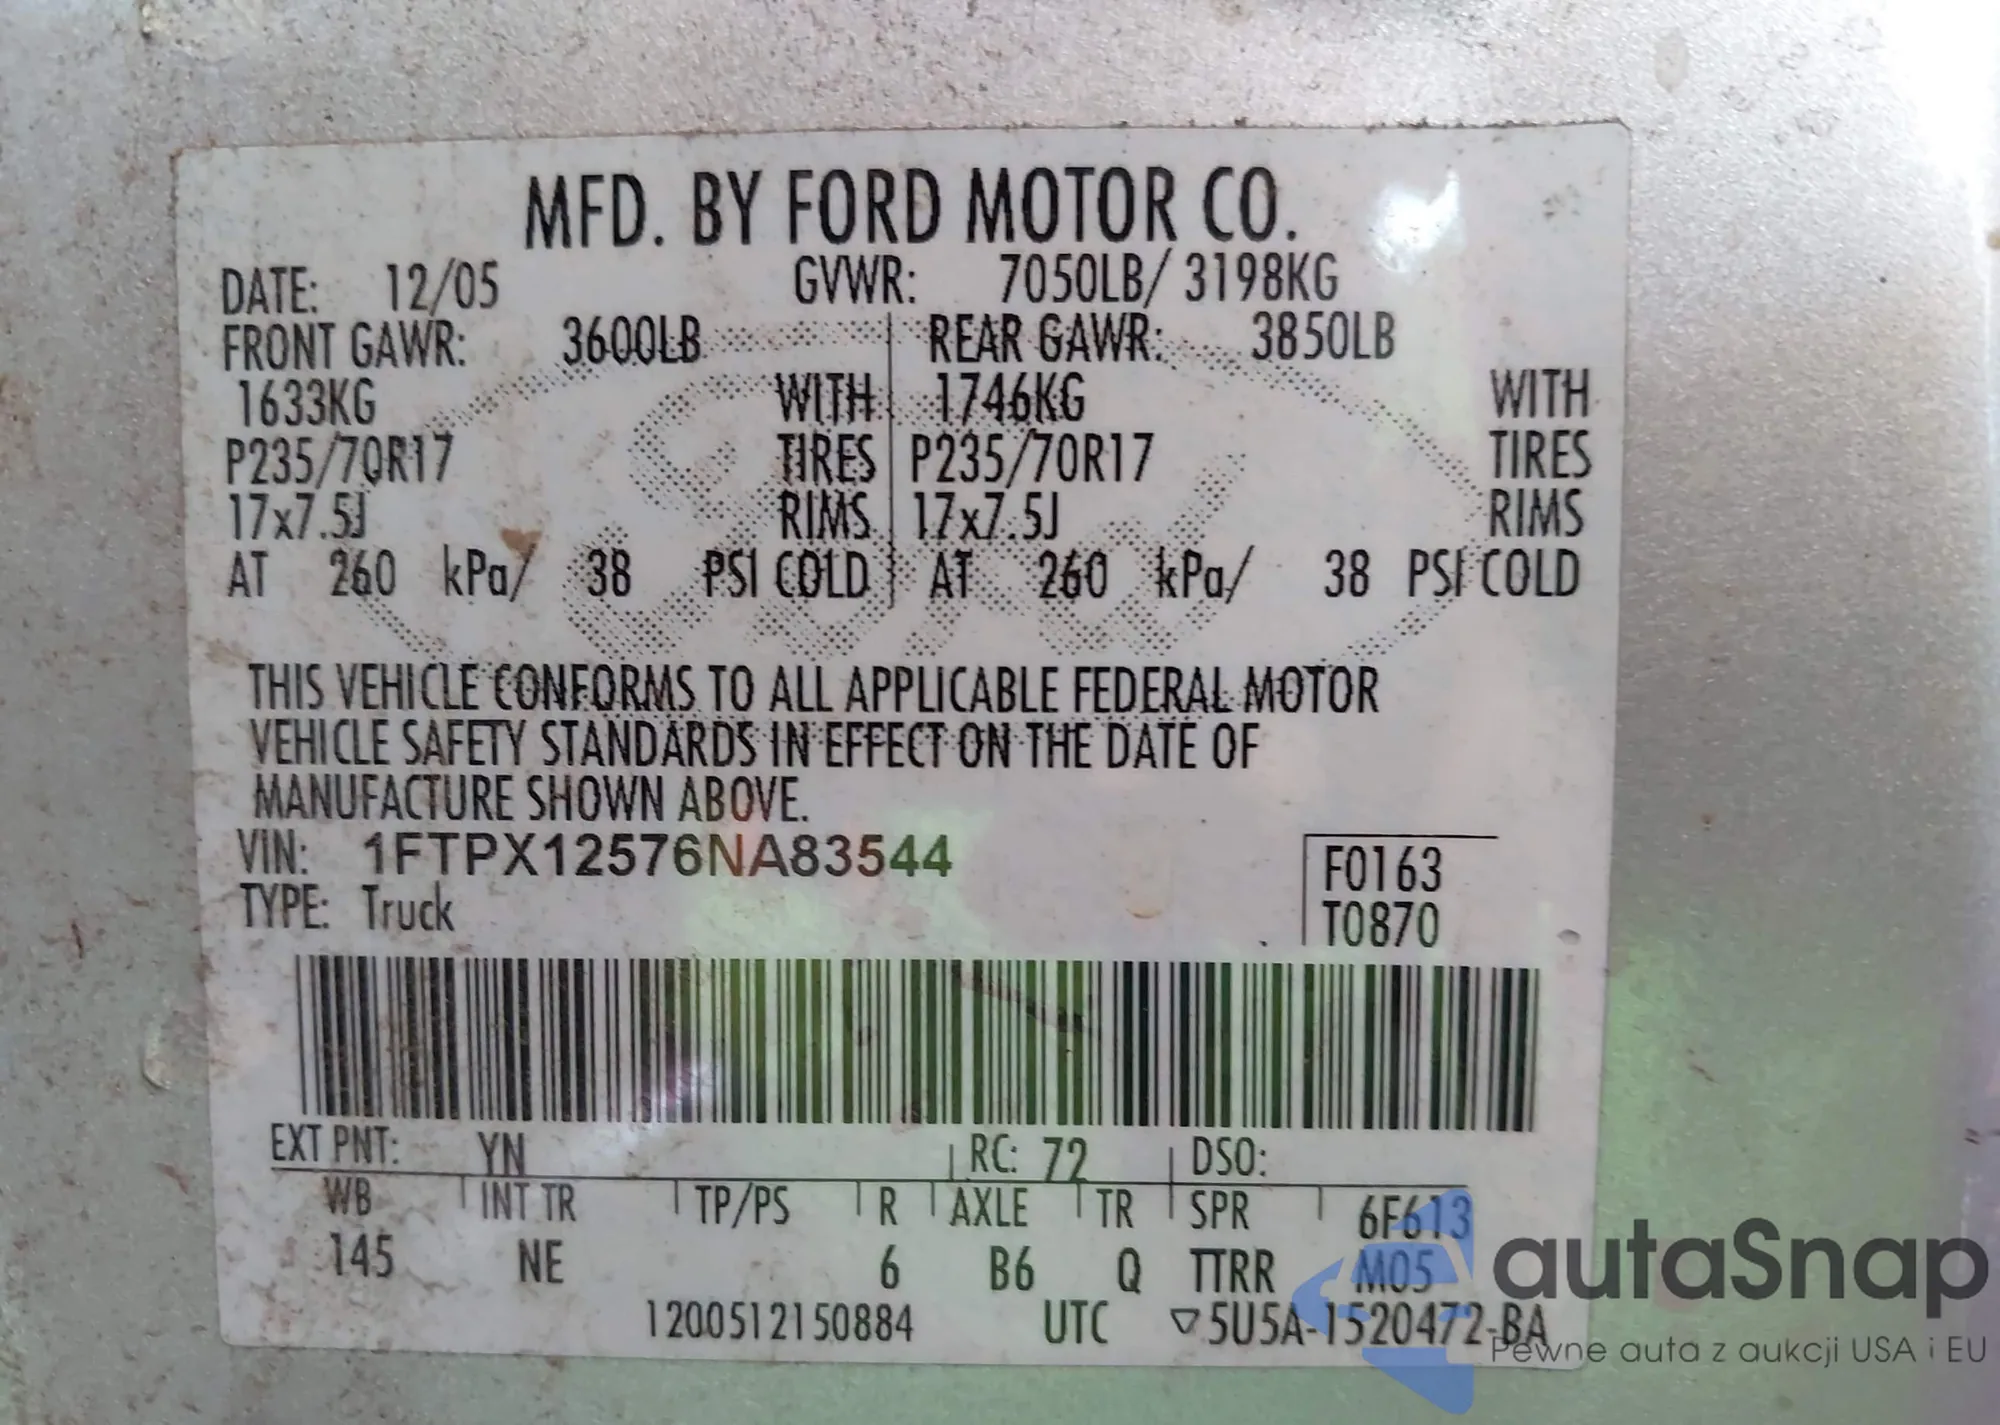 MFD. BY FORD MOTOR CO.
DATE: 12/05 GVWR: 7050LB/ 3198KG
FRONT GAWR: 3600LB REAR GAWR: 3850LB
1633KG WITH 1746KG WITH
P235/70R17 TIRES P235/70R17 TIRES
17x7.5J RIMS 17x7.5J RIMS
AT 260 kPa/ 38 PSI COLD AT 260 kPa/ 38 PSI COLD
THIS VEHICLE CONFORMS TO ALL APPLICABLE FEDERAL MOTOR
VEHICLE SAFETY STANDARDS IN EFFECT ON THE DATE OF
MANUFACTURE SHOWN ABOVE.
VIN: 1FTPX12576NA83544 F0163
TYPE: Truck T0870
EXT PNT: YN RC: 72 DSO:
WB INT TR TP/PS R AXLE TR SPR 6F613
145 NE 6 B6 Q TTRR M05
1200512150884 UTC ▽5U5A-1520472-BA
autaSnap
Pewne auta z aukcji USA i EU